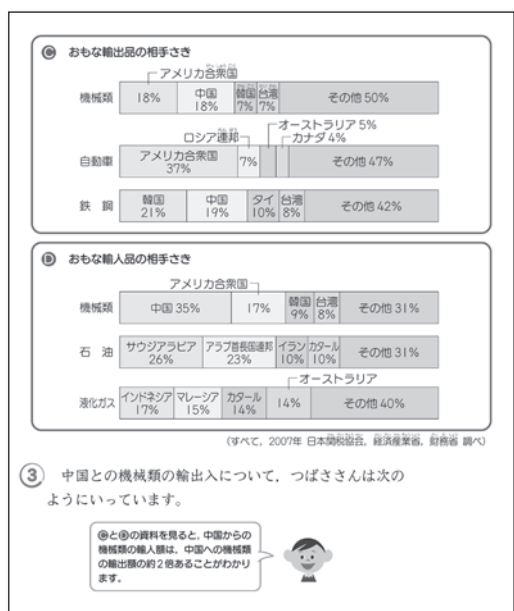 Ⓒ おもな輸出品の相手さき
アメリカ合衆国
機械類 18% 中国 18% 韓国 7% 台湾 7% その他50%
オーストラリア5%
ロシア連邦 カナダ4%
自動車 アメリカ合衆国 37% 7% その他47%
鉄鋼 韓国 21% 中国 19% タイ 10% 台湾 8% その他42%
Ⓓ おもな輸入品の相手さき
アメリカ合衆国
機械類 中国35% 17% 韓国 9% 台湾 8% その他31%
石油 サウジアラビア 26% アラブ首長国連邦 23% イラン 10% カタール 10% その他31%
オーストラリア
液化ガス インドネシア 17% マレーシア 15% カタール 14% 14% その他40%
(すべて,2007年 日本関税協会,経済産業省,財務省 調べ)
③ 中国との機械類の輸出入について,つばささんは次の
ようにいっています。
ⒸとⒹの資料を見ると,中国からの
機械類の輸入額は,中国への機械類
の輸出額の約2倍あることがわかり
ます。